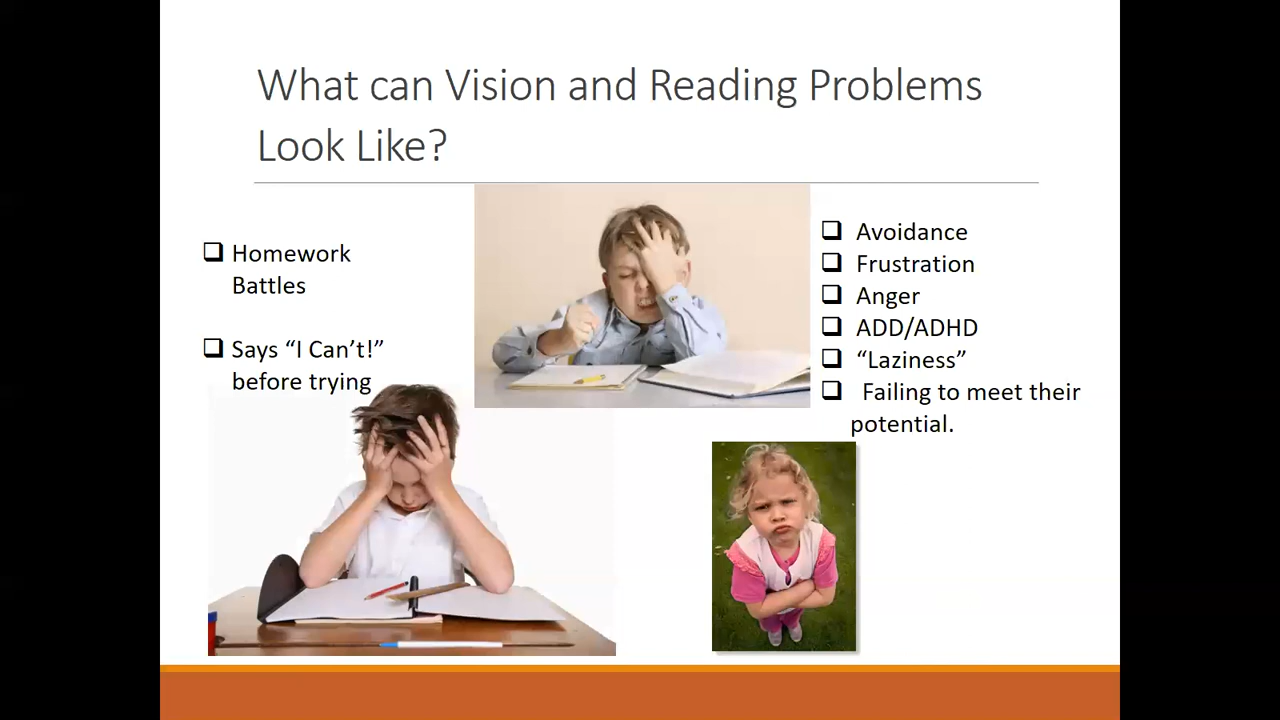 What can Vision and Reading Problems
Look Like?
❑ Homework
Battles
❑ Says “I Can’t!”
before trying
❑ Avoidance
❑ Frustration
❑ Anger
❑ ADD/ADHD
❑ “Laziness”
❑ Failing to meet their
potential.